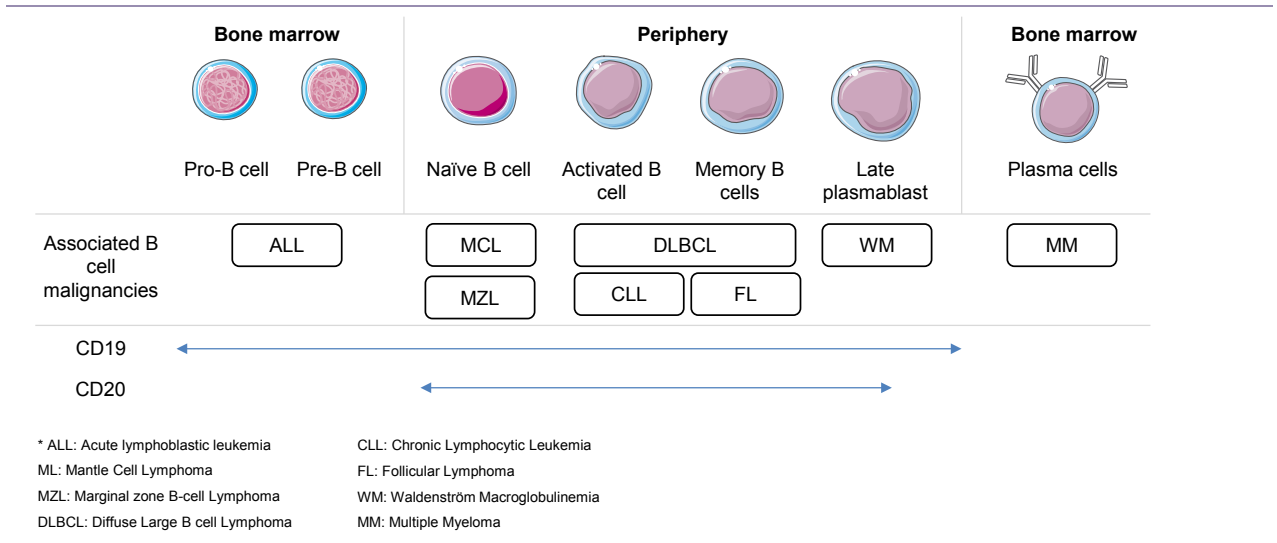 Bone marrow
Periphery
Bone marrow
Pro-B cell
Pre-B cell
Naïve B cell
Activated B
cell
Memory B
cells
Late
plasmablast
Plasma cells
Associated B
cell
malignancies
ALL
MCL
DLBCL
WM
MM
MZL
CLL
FL
CD19
CD20
* ALL: Acute lymphoblastic leukemia
ML: Mantle Cell Lymphoma
MZL: Marginal zone B-cell Lymphoma
DLBCL: Diffuse Large B cell Lymphoma
CLL: Chronic Lymphocytic Leukemia
FL: Follicular Lymphoma
WM: Waldenström Macroglobulinemia
MM: Multiple Myeloma